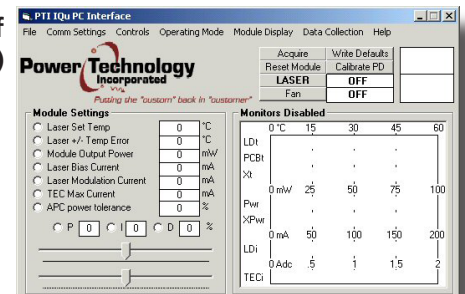 f
)
PTI IQu PC Interface
File Comm Settings Controls Operating Mode Module Display Data Collection Help
Power Technology
Incorporated
Putting the "custom" back in "customer"
Acquire Write Defaults
Reset Module Calibrate PD
LASER OFF
Fan OFF
Module Settings
Laser Set Temp 0 °C
Laser +/- Temp Error 0 °C
Module Output Power 0 mW
Laser Bias Current 0 mA
Laser Modulation Current 0 mA
TEC Max Current 0 mA
APC power tolerance 0 %
P 0 I 0 D 0 %
Monitors Disabled
0 °C 15 30 45 60
LDt
PCBt
Xt
0 mW 25 50 75 100
Pwr
XPwr
0 mA 50 100 150 200
LDi
0 Adc .5 1 1.5 2
TECi